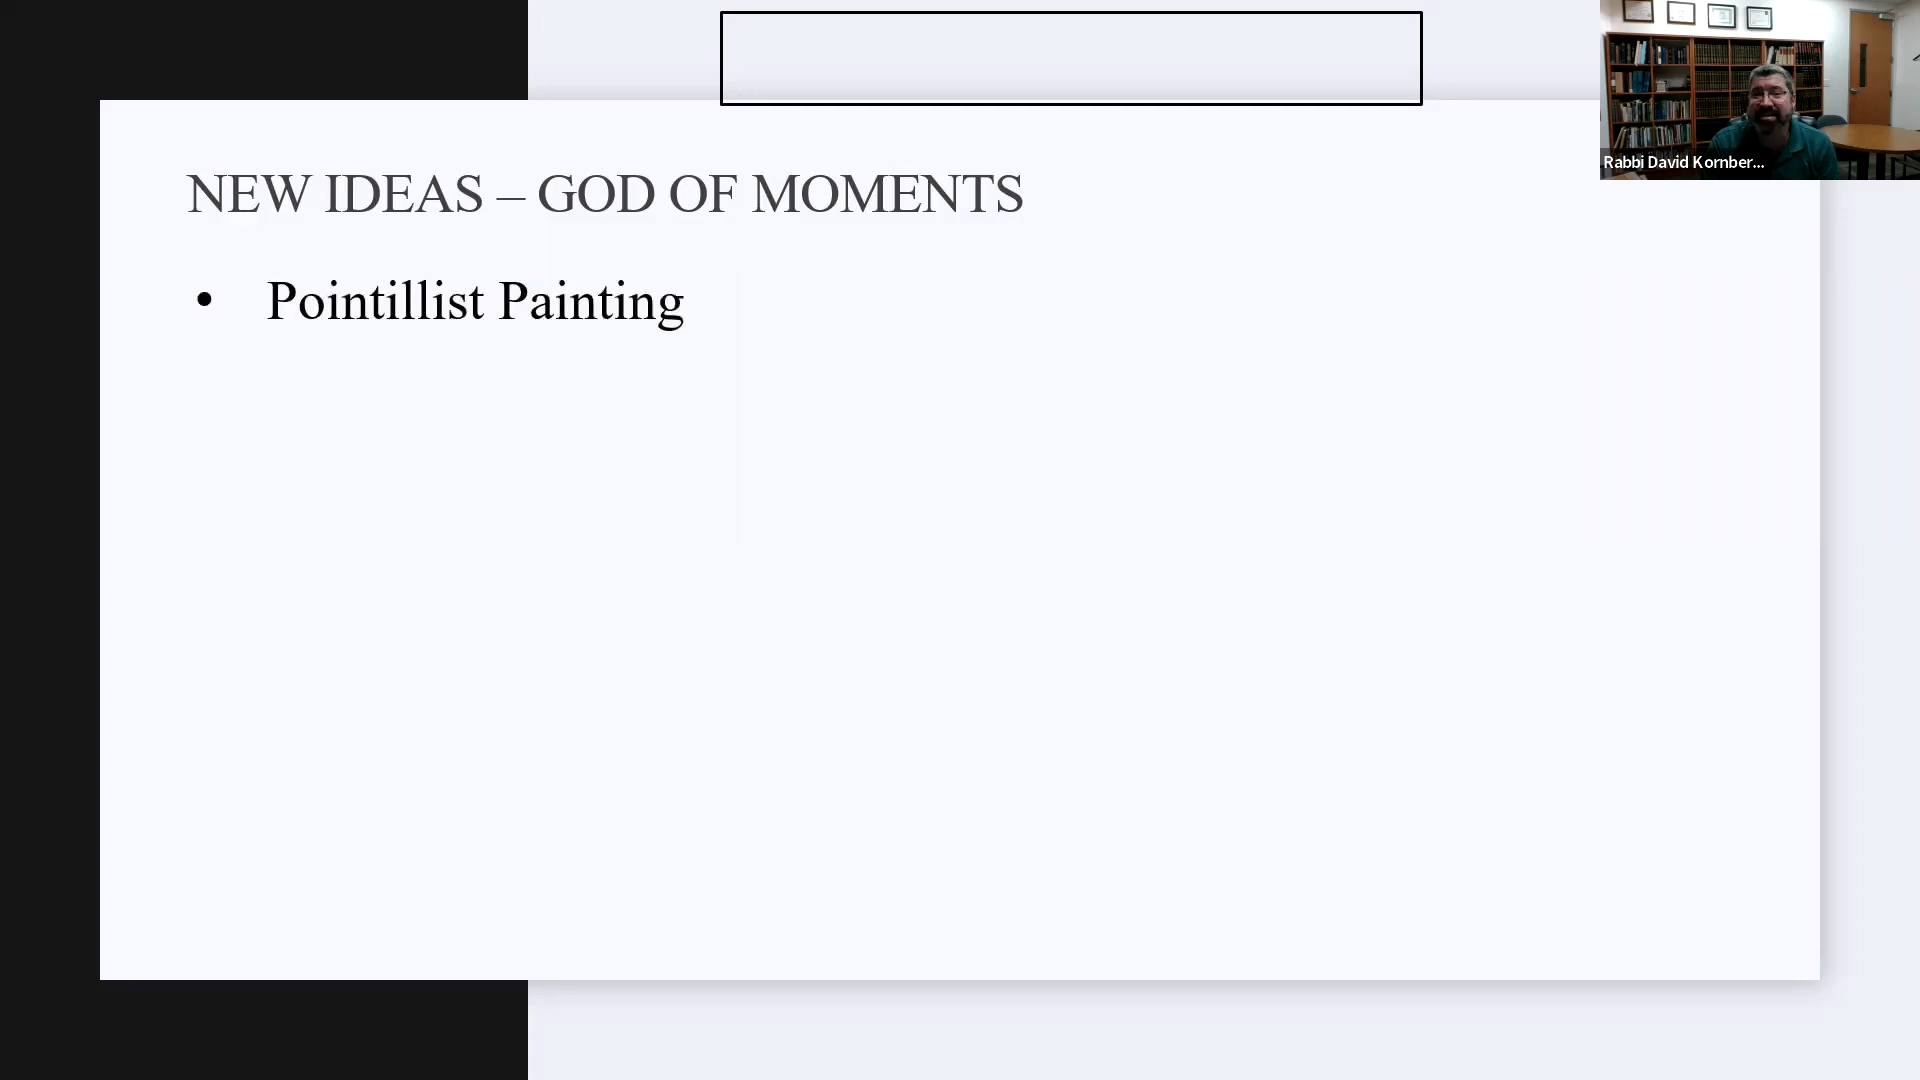 NEW IDEAS – GOD OF MOMENTS
• Pointillist Painting
Rabbi David Kornber...